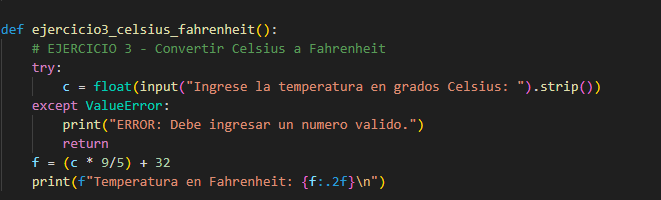 def ejercicio3_celsius_fahrenheit():
    # EJERCICIO 3 - Convertir Celsius a Fahrenheit
    try:
        c = float(input("Ingrese la temperatura en grados Celsius: ").strip())
    except ValueError:
        print("ERROR: Debe ingresar un numero valido.")
        return
    f = (c * 9/5) + 32
    print(f"Temperatura en Fahrenheit: {f:.2f}\n")